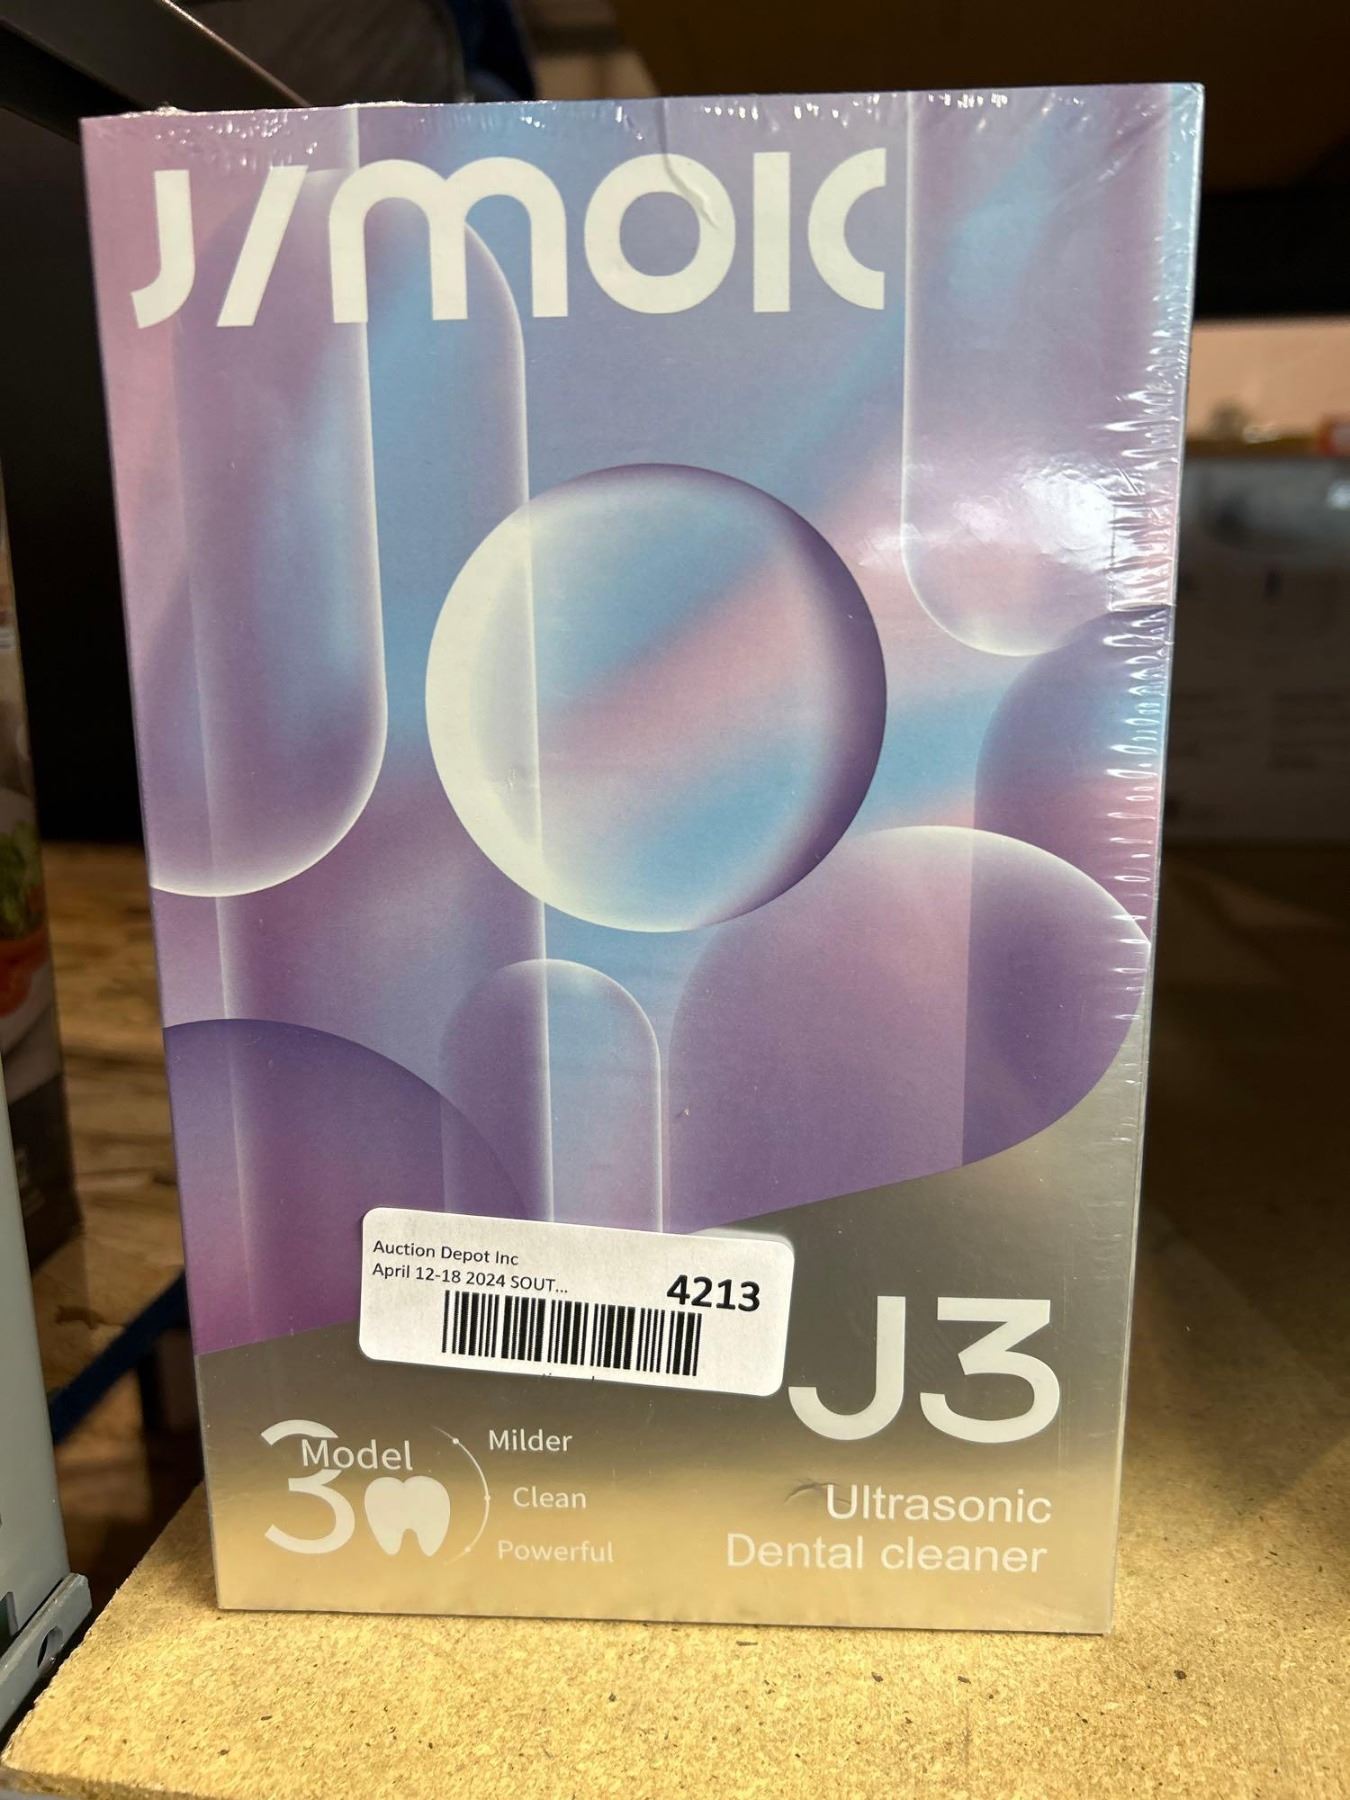 J/MOIC
Auction Depot Inc
April 12-18 2024 SOUT...
4213
J3
3 Model
Milder
Clean
Powerful
Ultrasonic
Dental cleaner